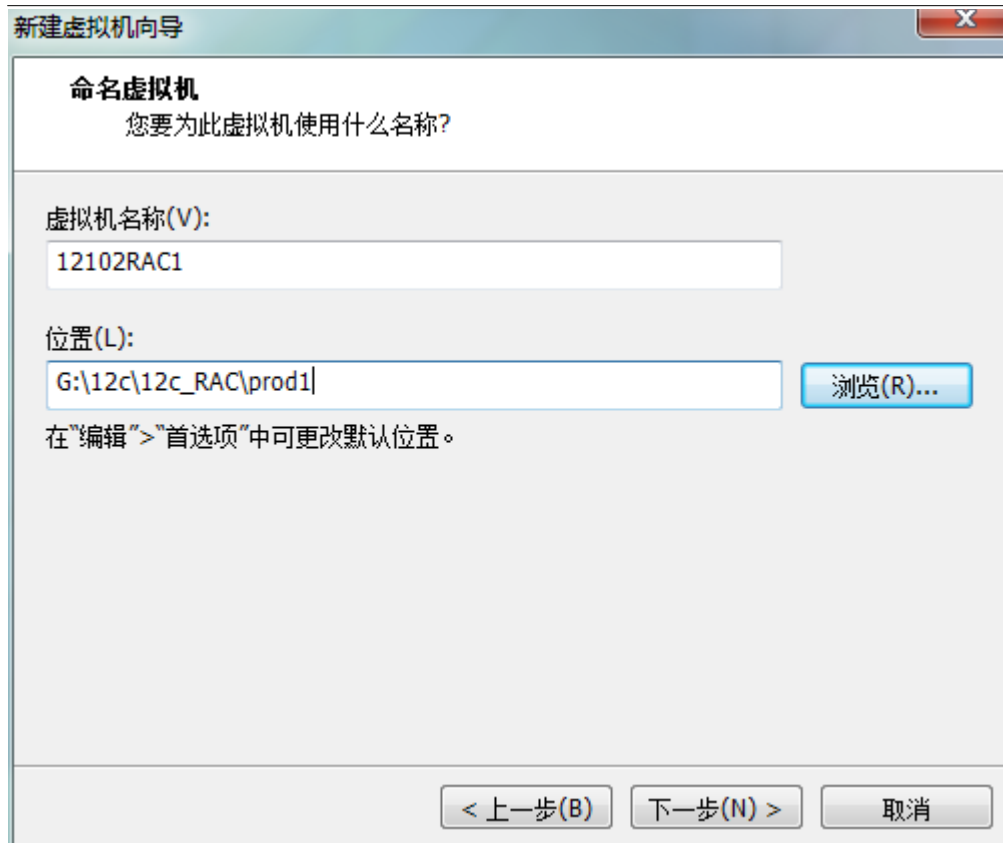 新建虚拟机向导
X
命名虚拟机
您要为此虚拟机使用什么名称?
虚拟机名称(V):
12102RAC1
位置(L):
G:\12c\12c_RAC\prod1
浏览(R)...
在"编辑">"首选项"中可更改默认位置。
< 上一步(B)
下一步(N) >
取消